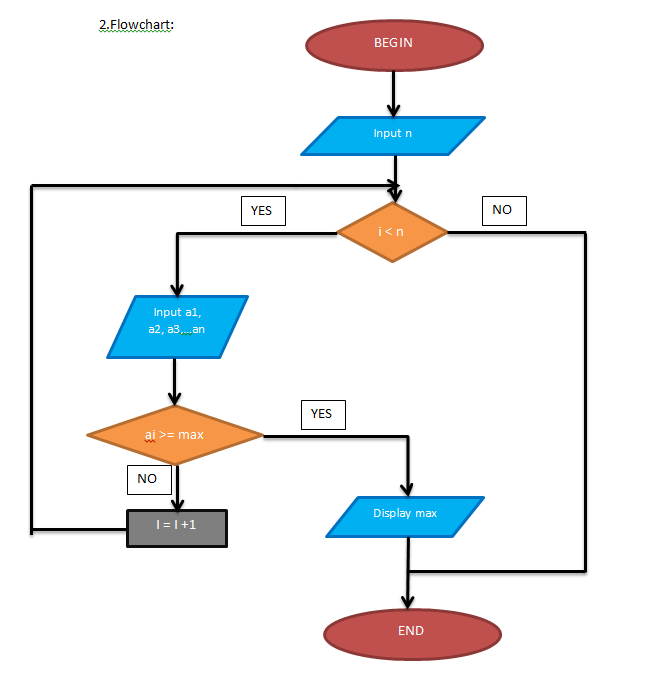 2.Flowchart:
BEGIN
Input n
YES
NO
i < n
Input a1,
a2, a3,...an
YES
ai >= max
NO
Display max
I = I +1
END